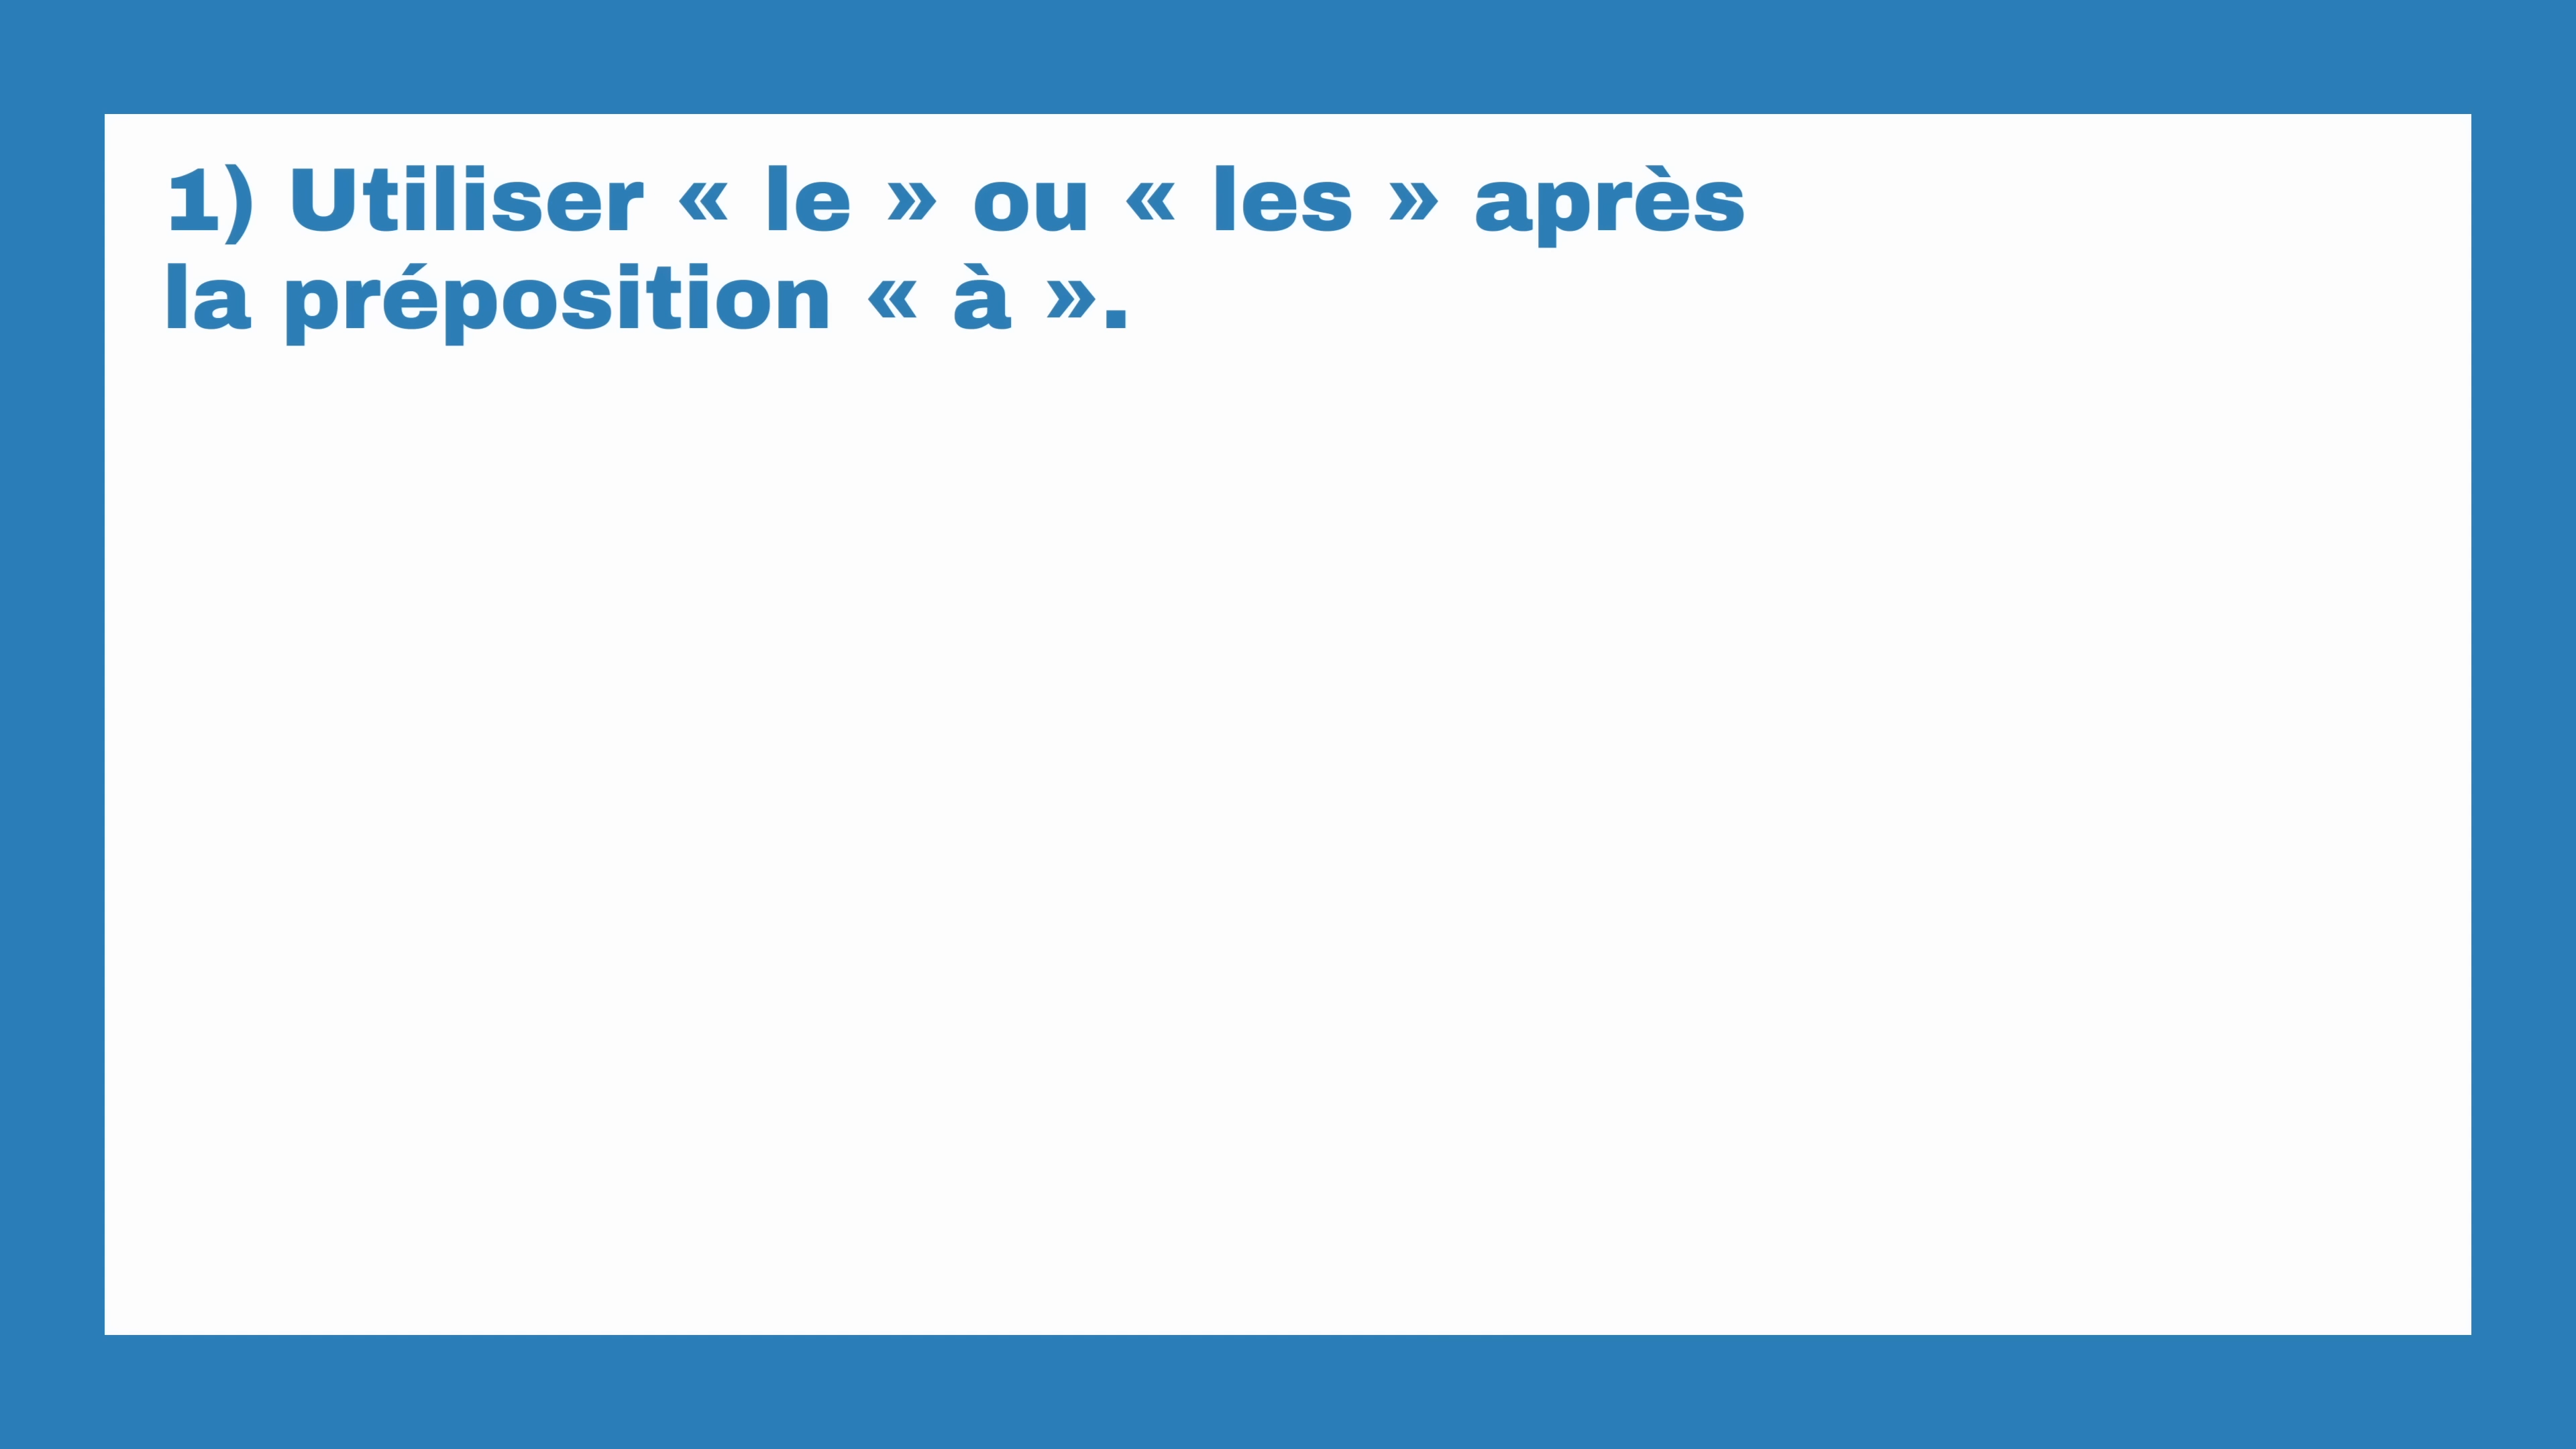 1) Utiliser « le » ou « les » après
la préposition « à ».